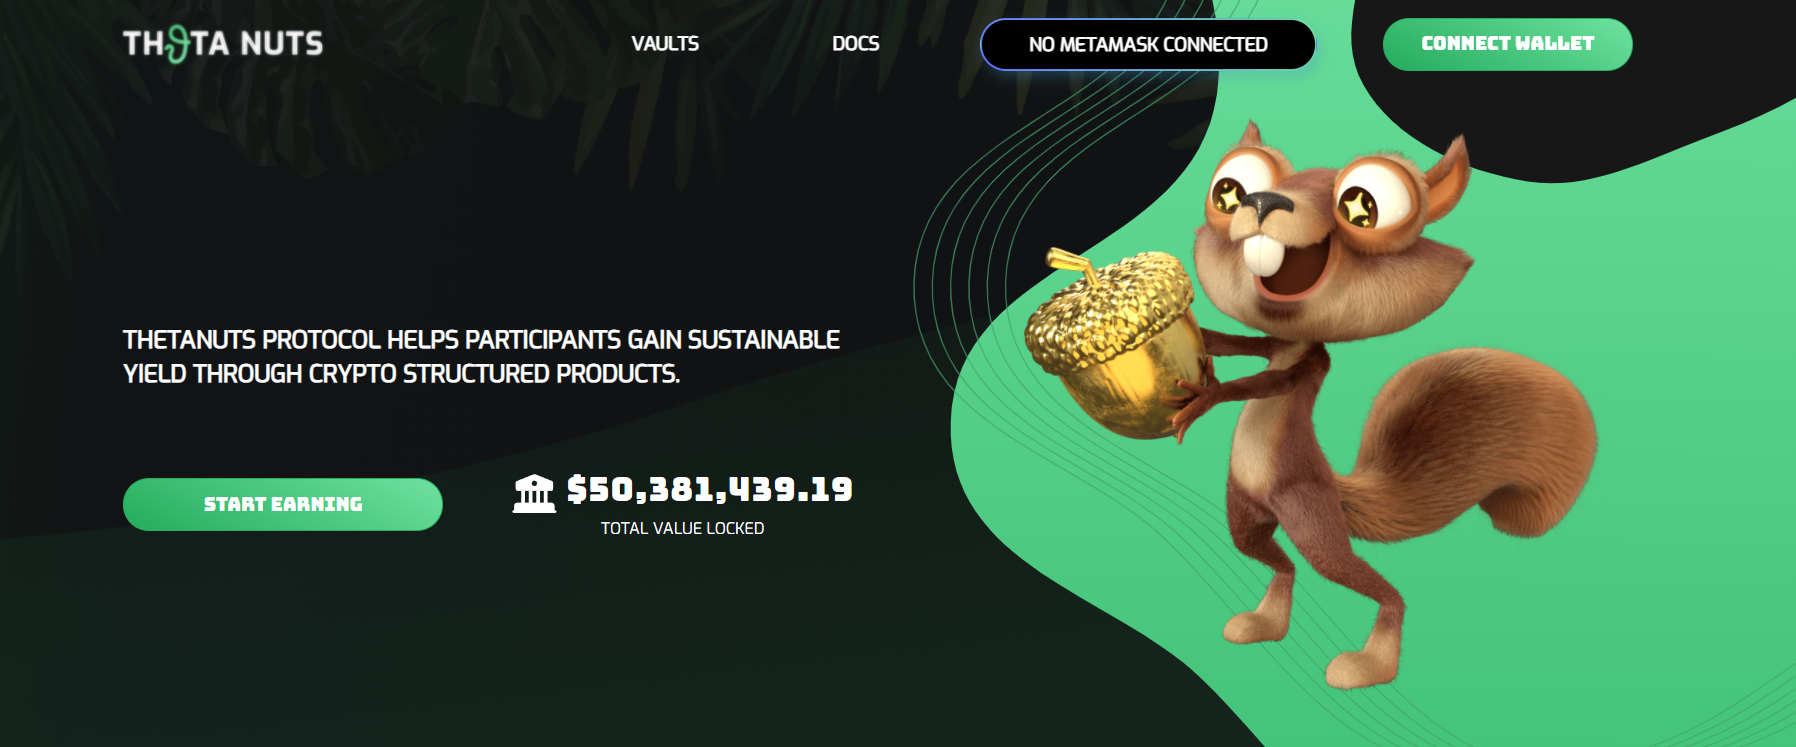 THϑTA NUTS
VAULTS
DOCS
NO METAMASK CONNECTED
CONNECT WALLET
THETANUTS PROTOCOL HELPS PARTICIPANTS GAIN SUSTAINABLE
YIELD THROUGH CRYPTO STRUCTURED PRODUCTS.
START EARNING
$50,381,439.19
TOTAL VALUE LOCKED